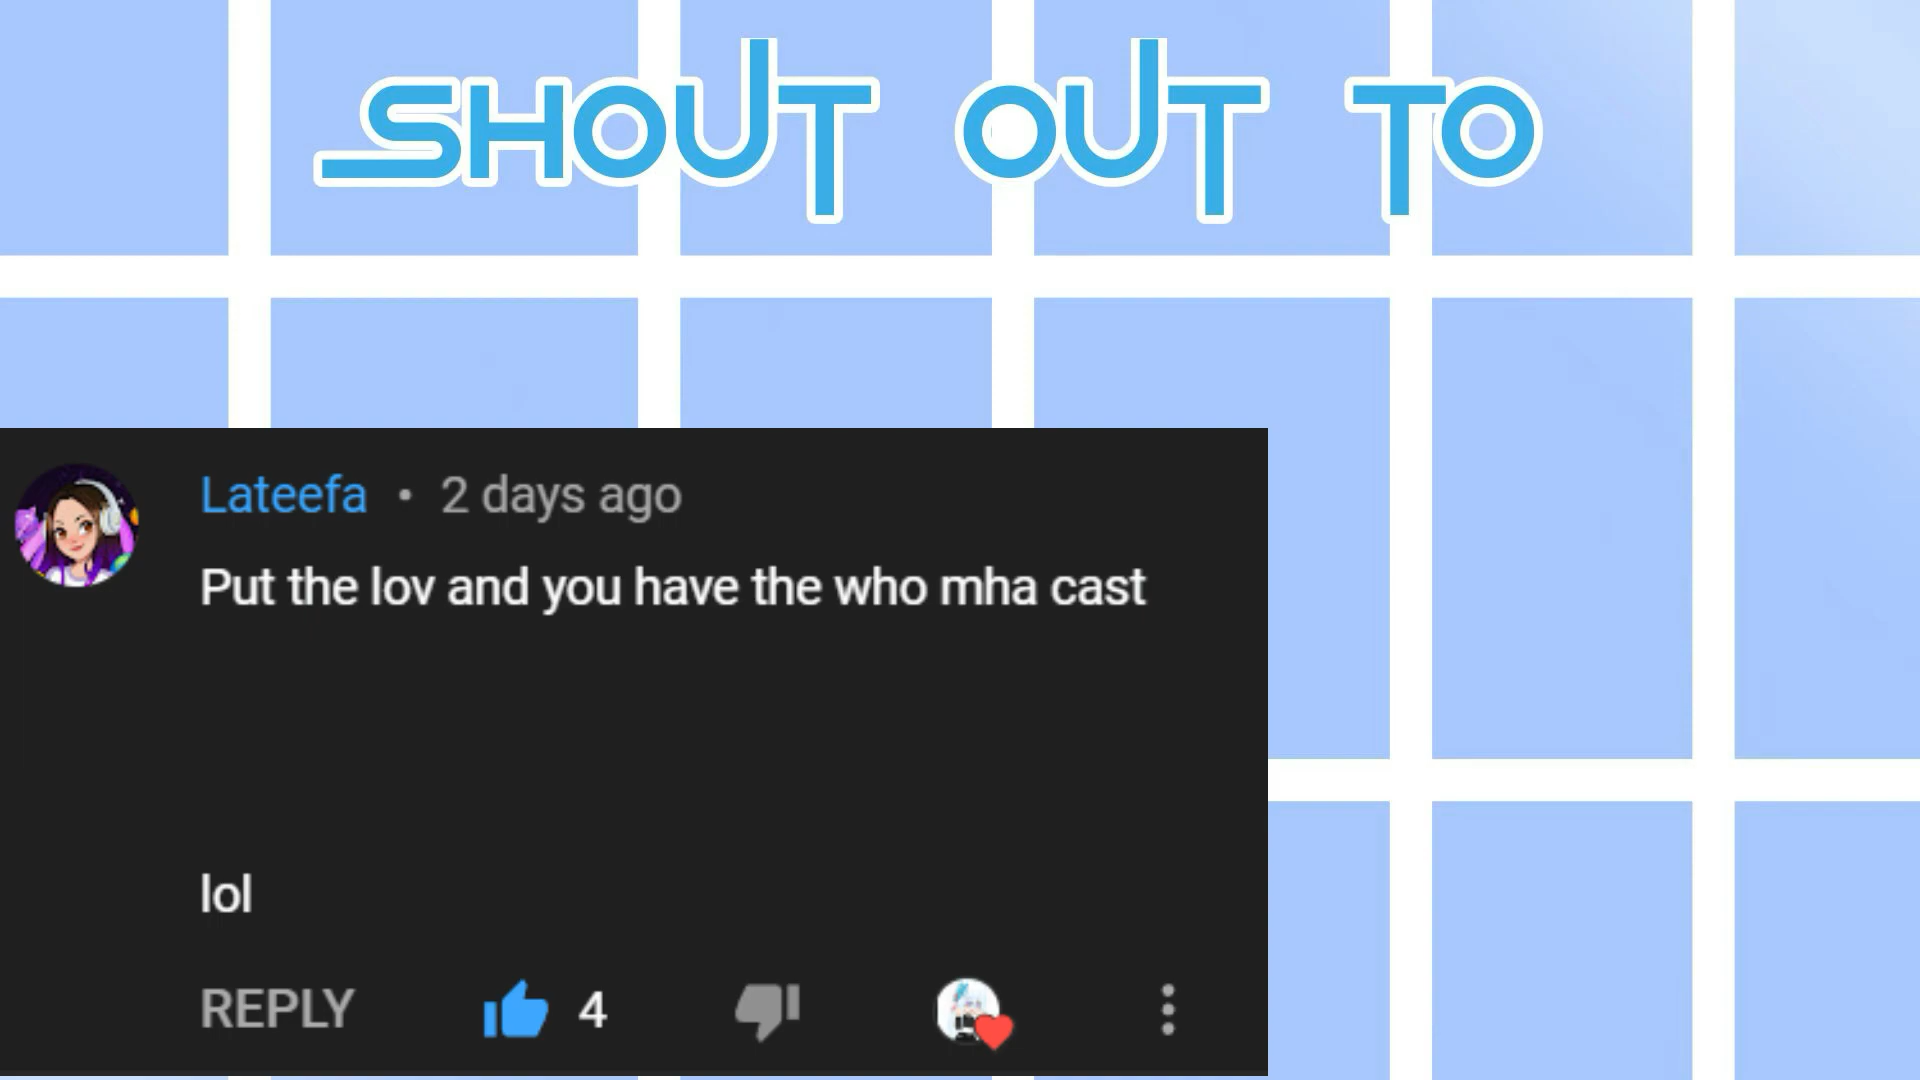 SHOUT OUT TO
Lateefa • 2 days ago
Put the lov and you have the who mha cast
lol
REPLY 4